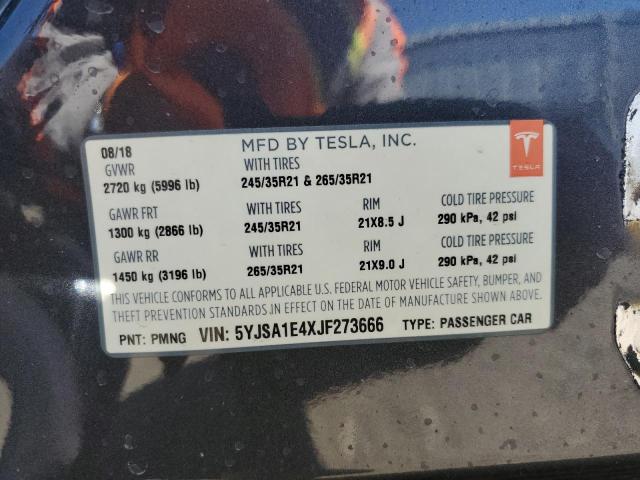 MFD BY TESLA, INC.
08/18
GVWR WITH TIRES
2720 kg (5996 lb) 245/35R21 & 265/35R21
GAWR FRT WITH TIRES RIM COLD TIRE PRESSURE
1300 kg (2866 lb) 245/35R21 21X8.5 J 290 kPa, 42 psi
GAWR RR WITH TIRES RIM COLD TIRE PRESSURE
1450 kg (3196 lb) 265/35R21 21X9.0 J 290 kPa, 42 psi
THIS VEHICLE CONFORMS TO ALL APPLICABLE U.S. FEDERAL MOTOR VEHICLE SAFETY, BUMPER, AND
THEFT PREVENTION STANDARDS IN EFFECT ON THE DATE OF MANUFACTURE SHOWN ABOVE.
PNT: PMNG VIN: 5YJSA1E4XJF273666 TYPE: PASSENGER CAR
TESLA